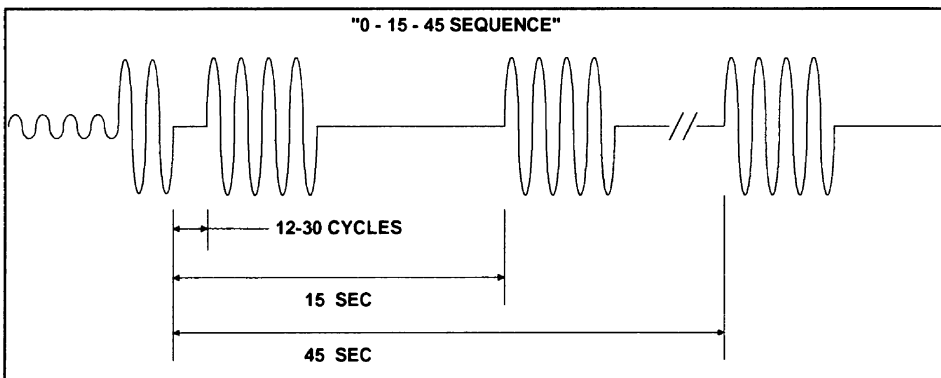 "0 - 15 - 45 SEQUENCE"
12-30 CYCLES
15 SEC
45 SEC